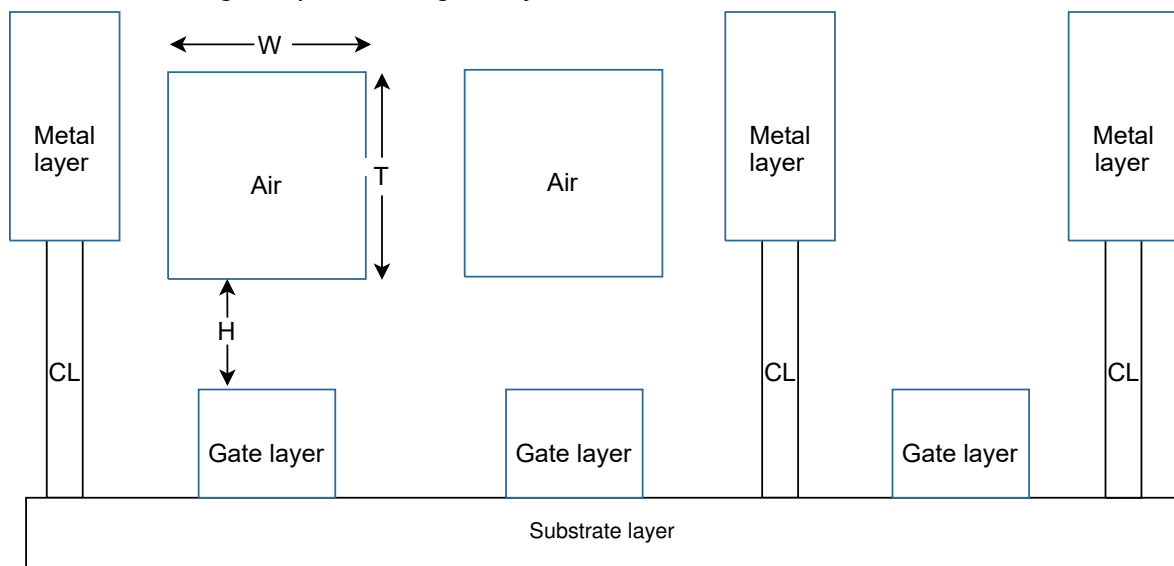 W
Metal
layer
Air
T
Air
Metal
layer
Metal
layer
H
CL
CL
CL
Gate layer
Gate layer
Gate layer
Substrate layer